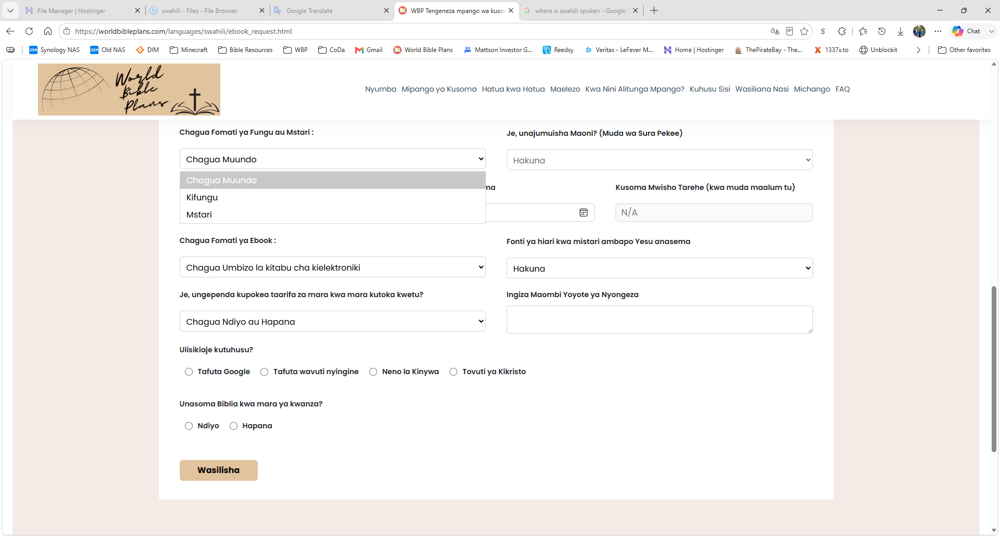 File Manager | Hostinger
swahili - Files - File Browser
Google Translate
WBP Tengeneza mpango wa kusor
where is swahili spoken - Google S
https://worldbibleplans.com/languages/swahili/ebook_request.html
Chat
Synology NAS
Old NAS
DIM
Minecraft
Bible Resources
WBP
CoDa
Gmail
World Bible Plans
Mattson Investor G...
Reedsy
Veritas - LeFever M...
Home | Hostinger
ThePirateBay - The...
1337x.to
Unblockit
Other favorites
World
Bible
Plans
Nyumba Mipango ya Kusoma Hatua kwa Hatua Maelezo Kwa Nini Alitunga Mpango? Kuhusu Sisi Wasiliana Nasi Michango FAQ
Chagua Fomati ya Fungu au Mstari :
Je, unajumuisha Maoni? (Muda wa Sura Pekee)
Chagua Muundo
Hakuna
Chagua Muundo
Kifungu
Mstari
ma
Kusoma Mwisho Tarehe (kwa muda maalum tu)
N/A
Chagua Fomati ya Ebook :
Fonti ya hiari kwa mistari ambapo Yesu anasema
Chagua Umbizo la kitabu cha kielektroniki
Hakuna
Je, ungependa kupokea taarifa za mara kwa mara kutoka kwetu?
Ingiza Maombi Yoyote ya Nyongeza
Chagua Ndiyo au Hapana
Ulisikiaje kutuhusu?
Tafuta Google
Tafuta wavuti nyingine
Neno la Kinywa
Tovuti ya Kikristo
Unasoma Biblia kwa mara ya kwanza?
Ndiyo
Hapana
Wasilisha